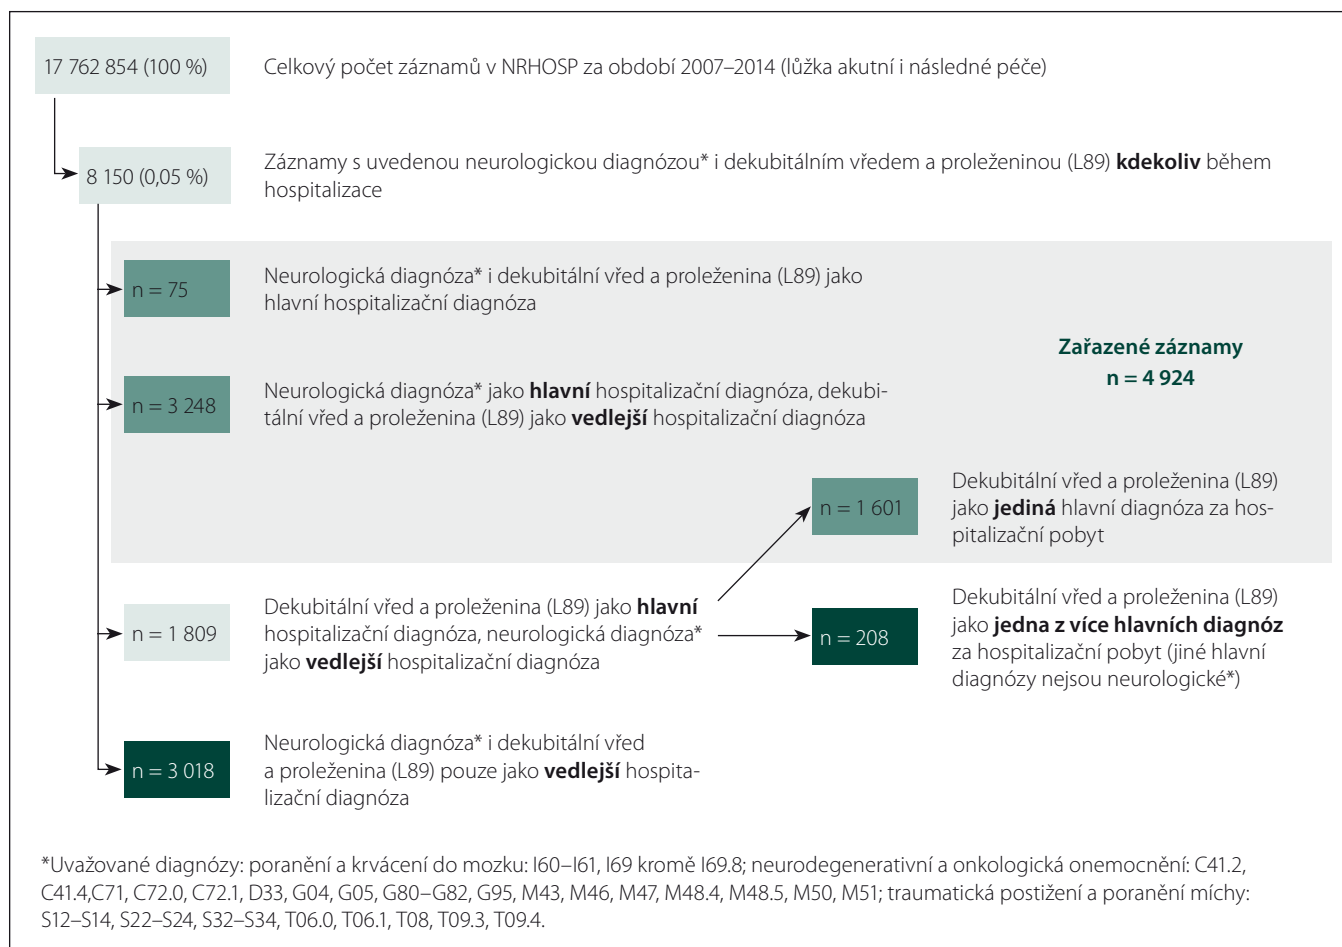 17 762 854 (100 %)
Celkový počet záznamů v NRHOSP za období 2007–2014 (lůžka akutní i následné péče)
8 150 (0,05 %)
Záznamy s uvedenou neurologickou diagnózou* i dekubitálním vředem a proleženinou (L89) kdekoliv během
hospitalizace
n = 75
Neurologická diagnóza* i dekubitální vřed a proleženina (L89) jako
hlavní hospitalizační diagnóza
Zařazené záznamy
n = 4 924
n = 3 248
Neurologická diagnóza* jako hlavní hospitalizační diagnóza, dekubi-
tální vřed a proleženina (L89) jako vedlejší hospitalizační diagnóza
n = 1 601
Dekubitální vřed a proleženina (L89)
jako jediná hlavní diagnóza za hos-
pitalizační pobyt
n = 1 809
Dekubitální vřed a proleženina (L89) jako hlavní
hospitalizační diagnóza, neurologická diagnóza*
jako vedlejší hospitalizační diagnóza
n = 208
Dekubitální vřed a proleženina (L89)
jako jedna z více hlavních diagnóz
za hospitalizační pobyt (jiné hlavní
diagnózy nejsou neurologické*)
n = 3 018
Neurologická diagnóza* i dekubitální vřed
a proleženina (L89) pouze jako vedlejší hospita-
lizační diagnóza
*Uvažované diagnózy: poranění a krvácení do mozku: I60–I61, I69 kromě I69.8; neurodegenerativní a onkologická onemocnění: C41.2,
C41.4,C71, C72.0, C72.1, D33, G04, G05, G80–G82, G95, M43, M46, M47, M48.4, M48.5, M50, M51; traumatická postižení a poranění míchy:
S12–S14, S22–S24, S32–S34, T06.0, T06.1, T08, T09.3, T09.4.